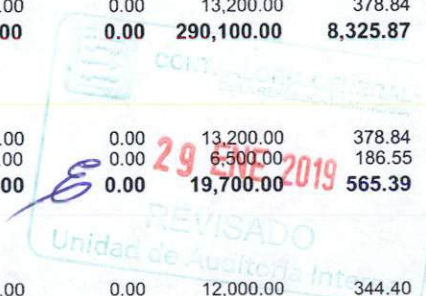 .00 0.00 13,200.00 378.84
00 0.00 290,100.00 8,325.87
.00 0.00 13,200.00 378.84
.00 0.00 6,500.00 186.55
00 0.00 19,700.00 565.39
29 ENE 2019
REVISADO
Unidad de Auditoria Inter
.00 0.00 12,000.00 344.40